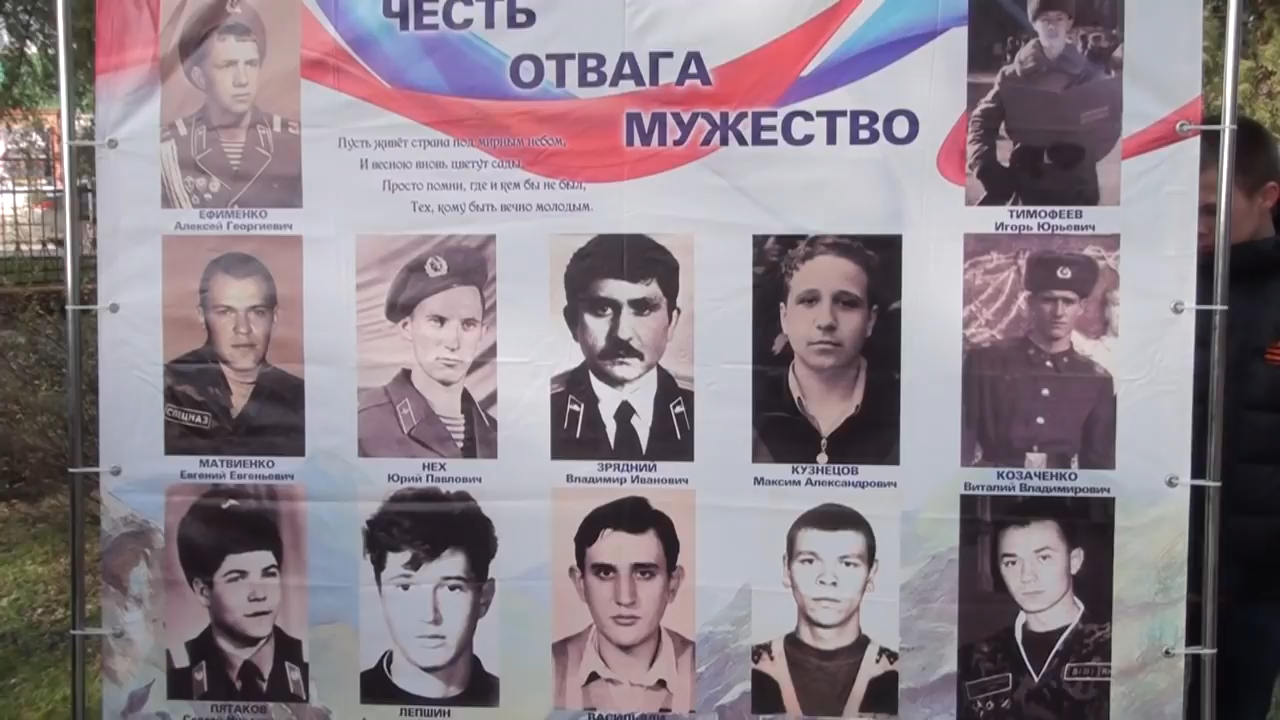 ЧЕСТЬ
ОТВАГА
МУЖЕСТВО
Пусть живёт страна под мирным небом,
И весною вновь цветут сады,
Просто помни, где и кем бы не был,
Тех, кому быть вечно молодым.
ЕФИМЕНКО
Алексей Георгиевич
ТИМОФЕЕВ
Игорь Юрьевич
СПЕЦНАЗ
МАТВИЕНКО
Евгений Евгеньевич
НЕХ
Юрий Павлович
ЗРЯДНИЙ
Владимир Иванович
КУЗНЕЦОВ
Максим Александрович
КОЗАЧЕНКО
Виталий Владимирович
ПЯТАКОВ
ЛЕПШИН